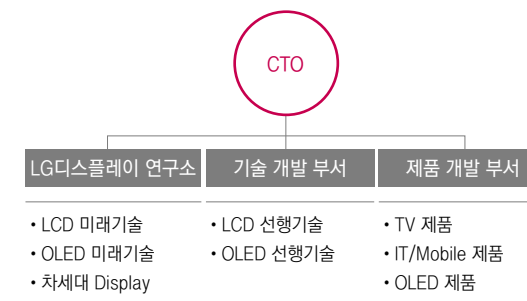 CTO
LG디스플레이 연구소
기술 개발 부서
제품 개발 부서
• LCD 미래기술
• OLED 미래기술
• 차세대 Display
• LCD 선행기술
• OLED 선행기술
• TV 제품
• IT/Mobile 제품
• OLED 제품